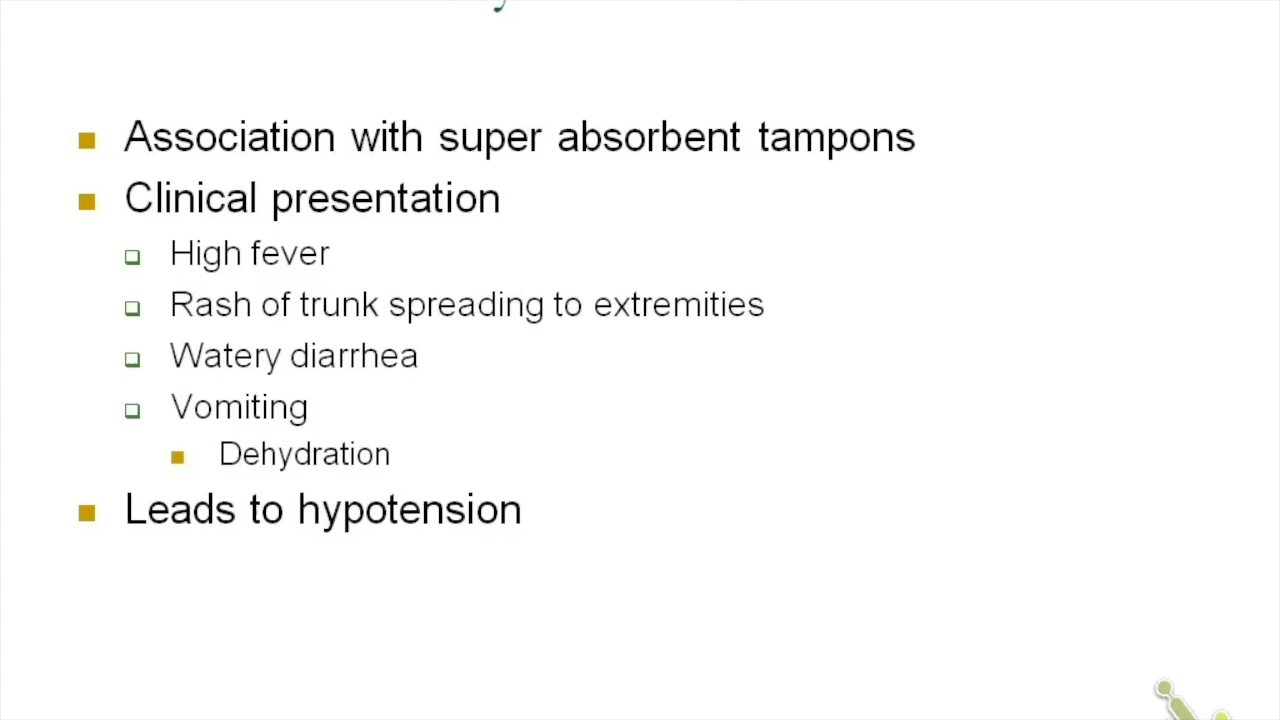 Association with super absorbent tampons
Clinical presentation
High fever
Rash of trunk spreading to extremities
Watery diarrhea
Vomiting
Dehydration
Leads to hypotension